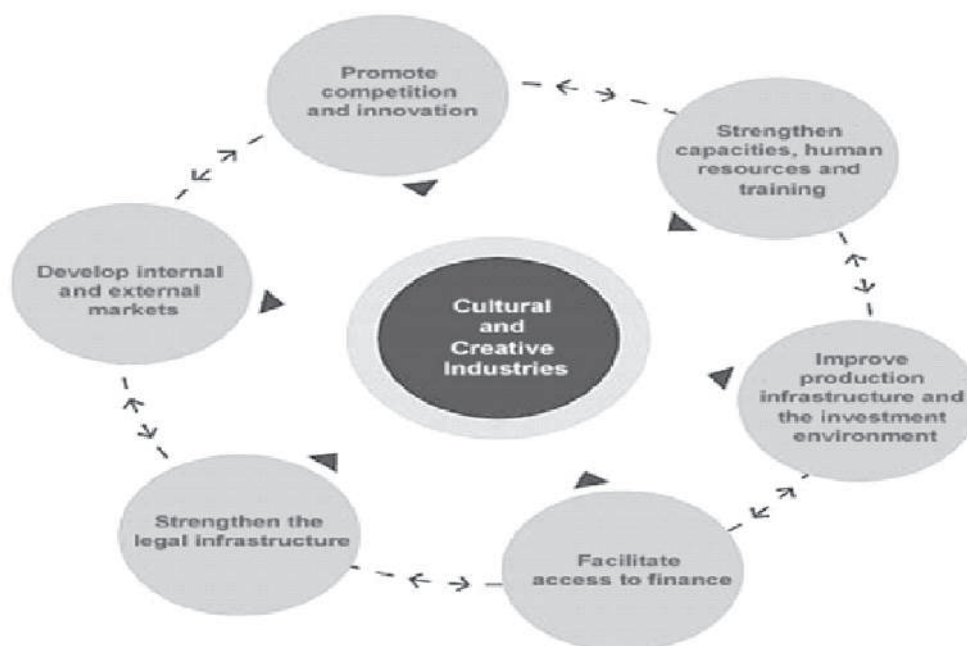 Promote
competition
and innovation
Strengthen
capacities, human
resources and
training
Develop internal
and external
markets
Cultural
and
Creative
Industries
Improve
production
infrastructure and
the investment
environment
Strengthen the
legal infrastructure
Facilitate
access to finance